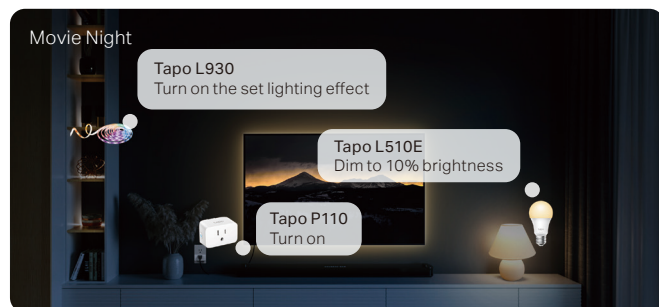 Movie Night
Tapo L930
Turn on the set lighting effect
Tapo L510E
Dim to 10% brightness
Tapo P110
Turn on